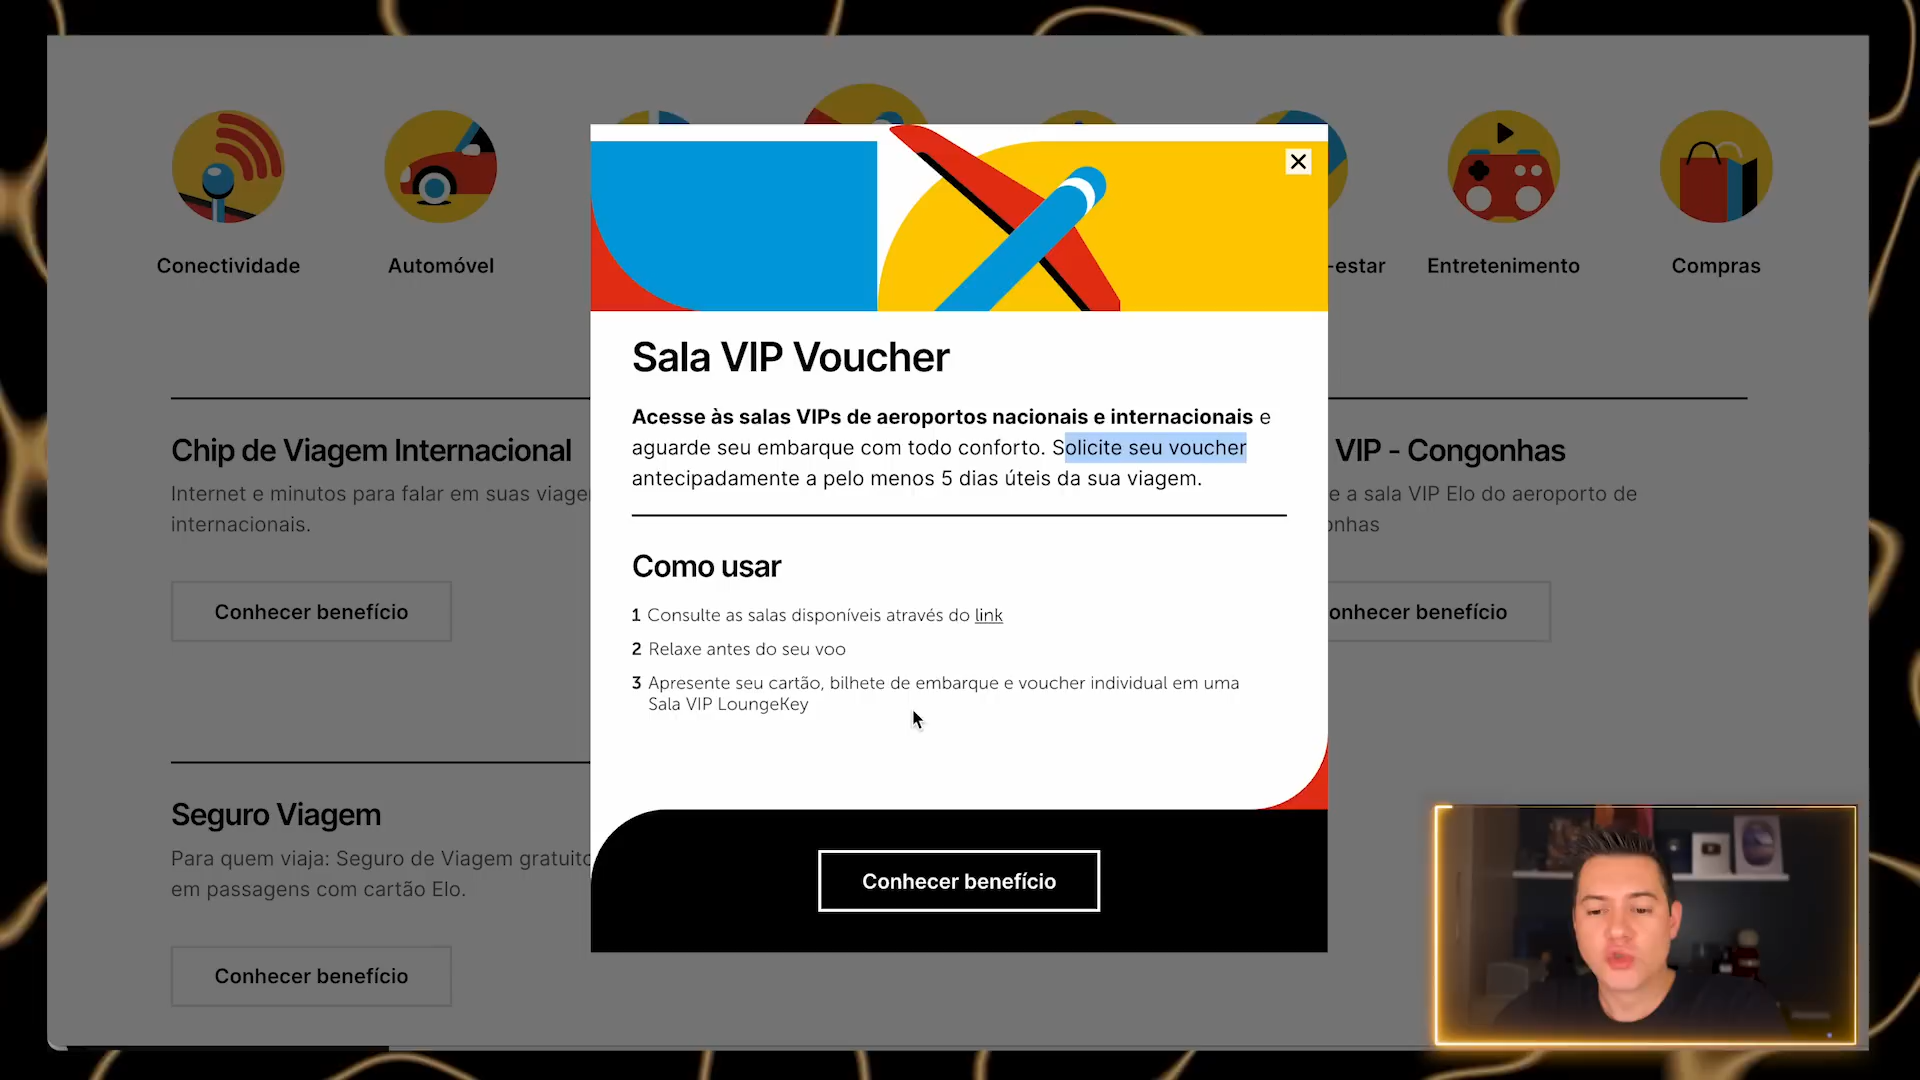 Conectividade
Automóvel
-estar
Entretenimento
Compras
Sala VIP Voucher
Acesse às salas VIPs de aeroportos nacionais e internacionais e
aguarde seu embarque com todo conforto. Solicite seu voucher
antecipadamente a pelo menos 5 dias úteis da sua viagem.
Como usar
1 Consulte as salas disponíveis através do link
2 Relaxe antes do seu voo
3 Apresente seu cartão, bilhete de embarque e voucher individual em uma
Sala VIP LoungeKey
Conhecer benefício
Chip de Viagem Internacional
Internet e minutos para falar em suas viage
internacionais.
Conhecer benefício
VIP - Congonhas
e a sala VIP Elo do aeroporto de
onhas
onhecer benefício
Seguro Viagem
Para quem viaja: Seguro de Viagem gratuito
em passagens com cartão Elo.
Conhecer benefício